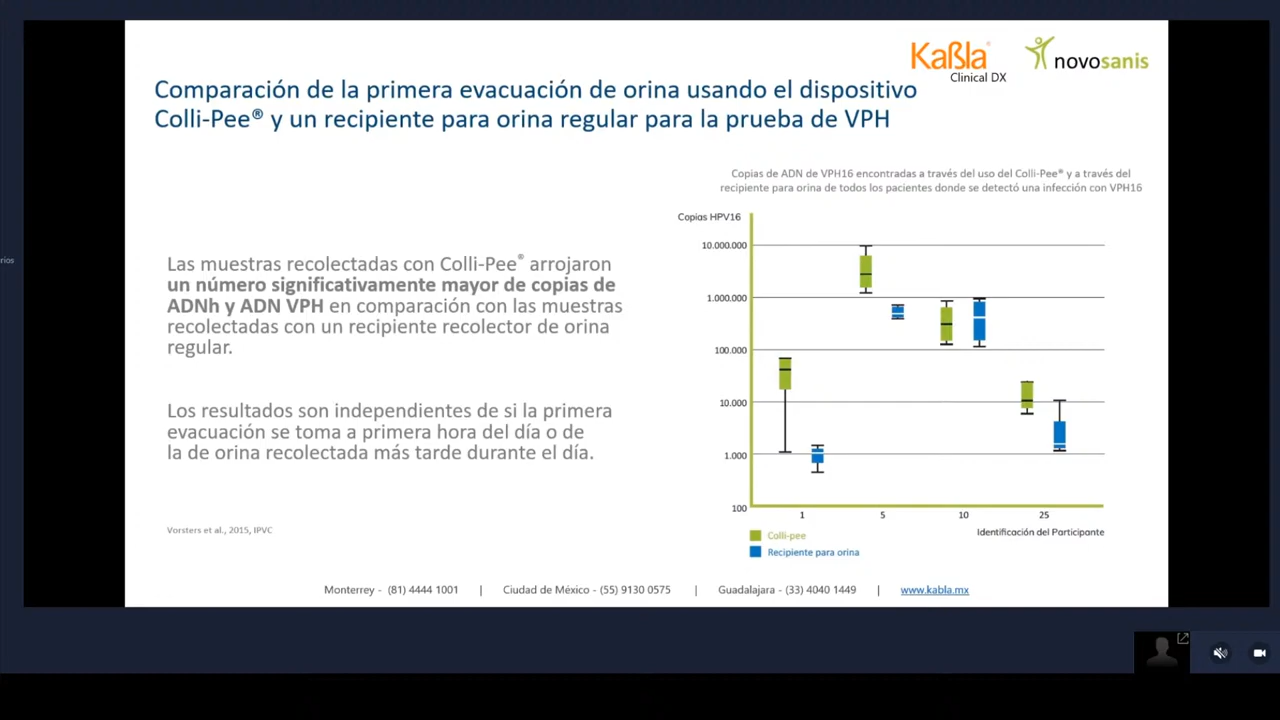 Kaßla®
Clinical DX
novosanis
Comparación de la primera evacuación de orina usando el dispositivo
Colli-Pee® y un recipiente para orina regular para la prueba de VPH
Las muestras recolectadas con Colli-Pee® arrojaron
un número significativamente mayor de copias de
ADNh y ADN VPH en comparación con las muestras
recolectadas con un recipiente recolector de orina
regular.
Los resultados son independientes de si la primera
evacuación se toma a primera hora del día o de
la de orina recolectada más tarde durante el día.
Vorsters et al., 2015, IPVC
Copias de ADN de VPH16 encontradas a través del uso del Colli-Pee® y a través del
recipiente para orina de todos los pacientes donde se detectó una infección con VPH16
Copias HPV16
10.000.000
1.000.000
100.000
10.000
1.000
100
1 5 10 25
Identificación del Participante
Colli-pee
Recipiente para orina
Monterrey - (81) 4444 1001 | Ciudad de México - (55) 9130 0575 | Guadalajara - (33) 4040 1449 | www.kabla.mx
rios